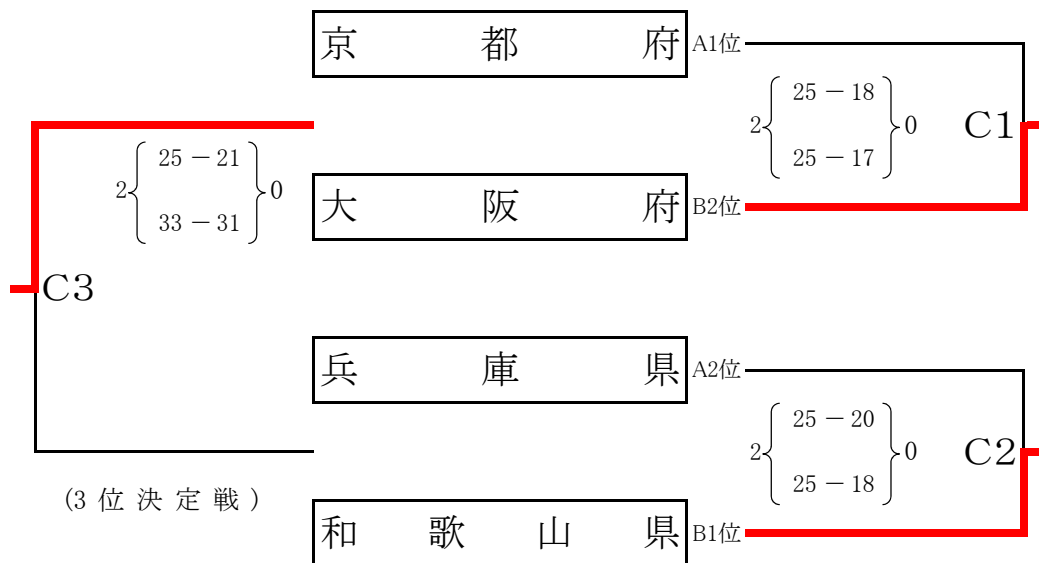 京都府 A1位
25 － 18
2 0 C1
25 － 17
25 － 21
2 0
33 － 31
大阪府 B2位
C3
兵庫県 A2位
25 － 20
2 0 C2
25 － 18
(3位決定戦)
和歌山県 B1位